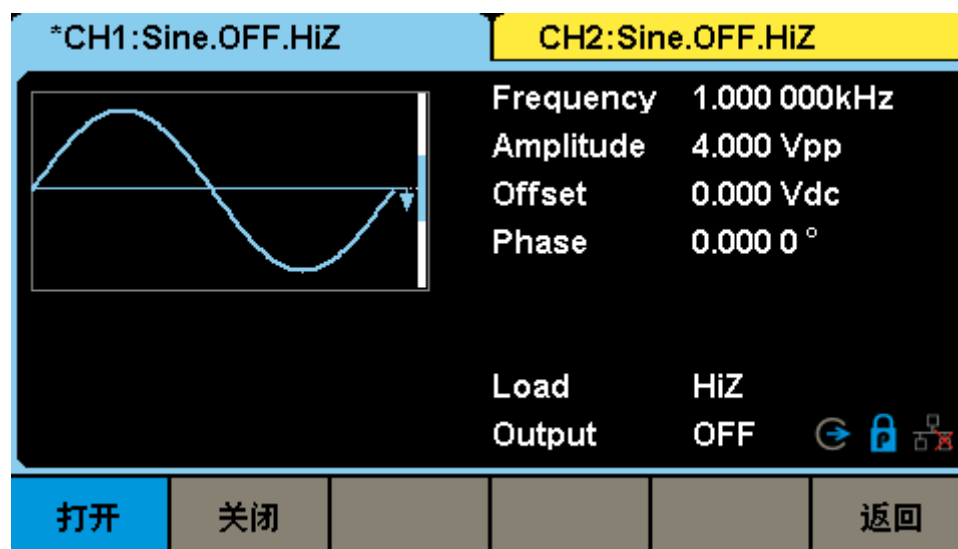 *CH1:Sine.OFF.HiZ
CH2:Sine.OFF.HiZ
Frequency 1.000 000kHz
Amplitude 4.000 Vpp
Offset 0.000 Vdc
Phase 0.000 0 °
Load HiZ
Output OFF
打开 关闭 返回